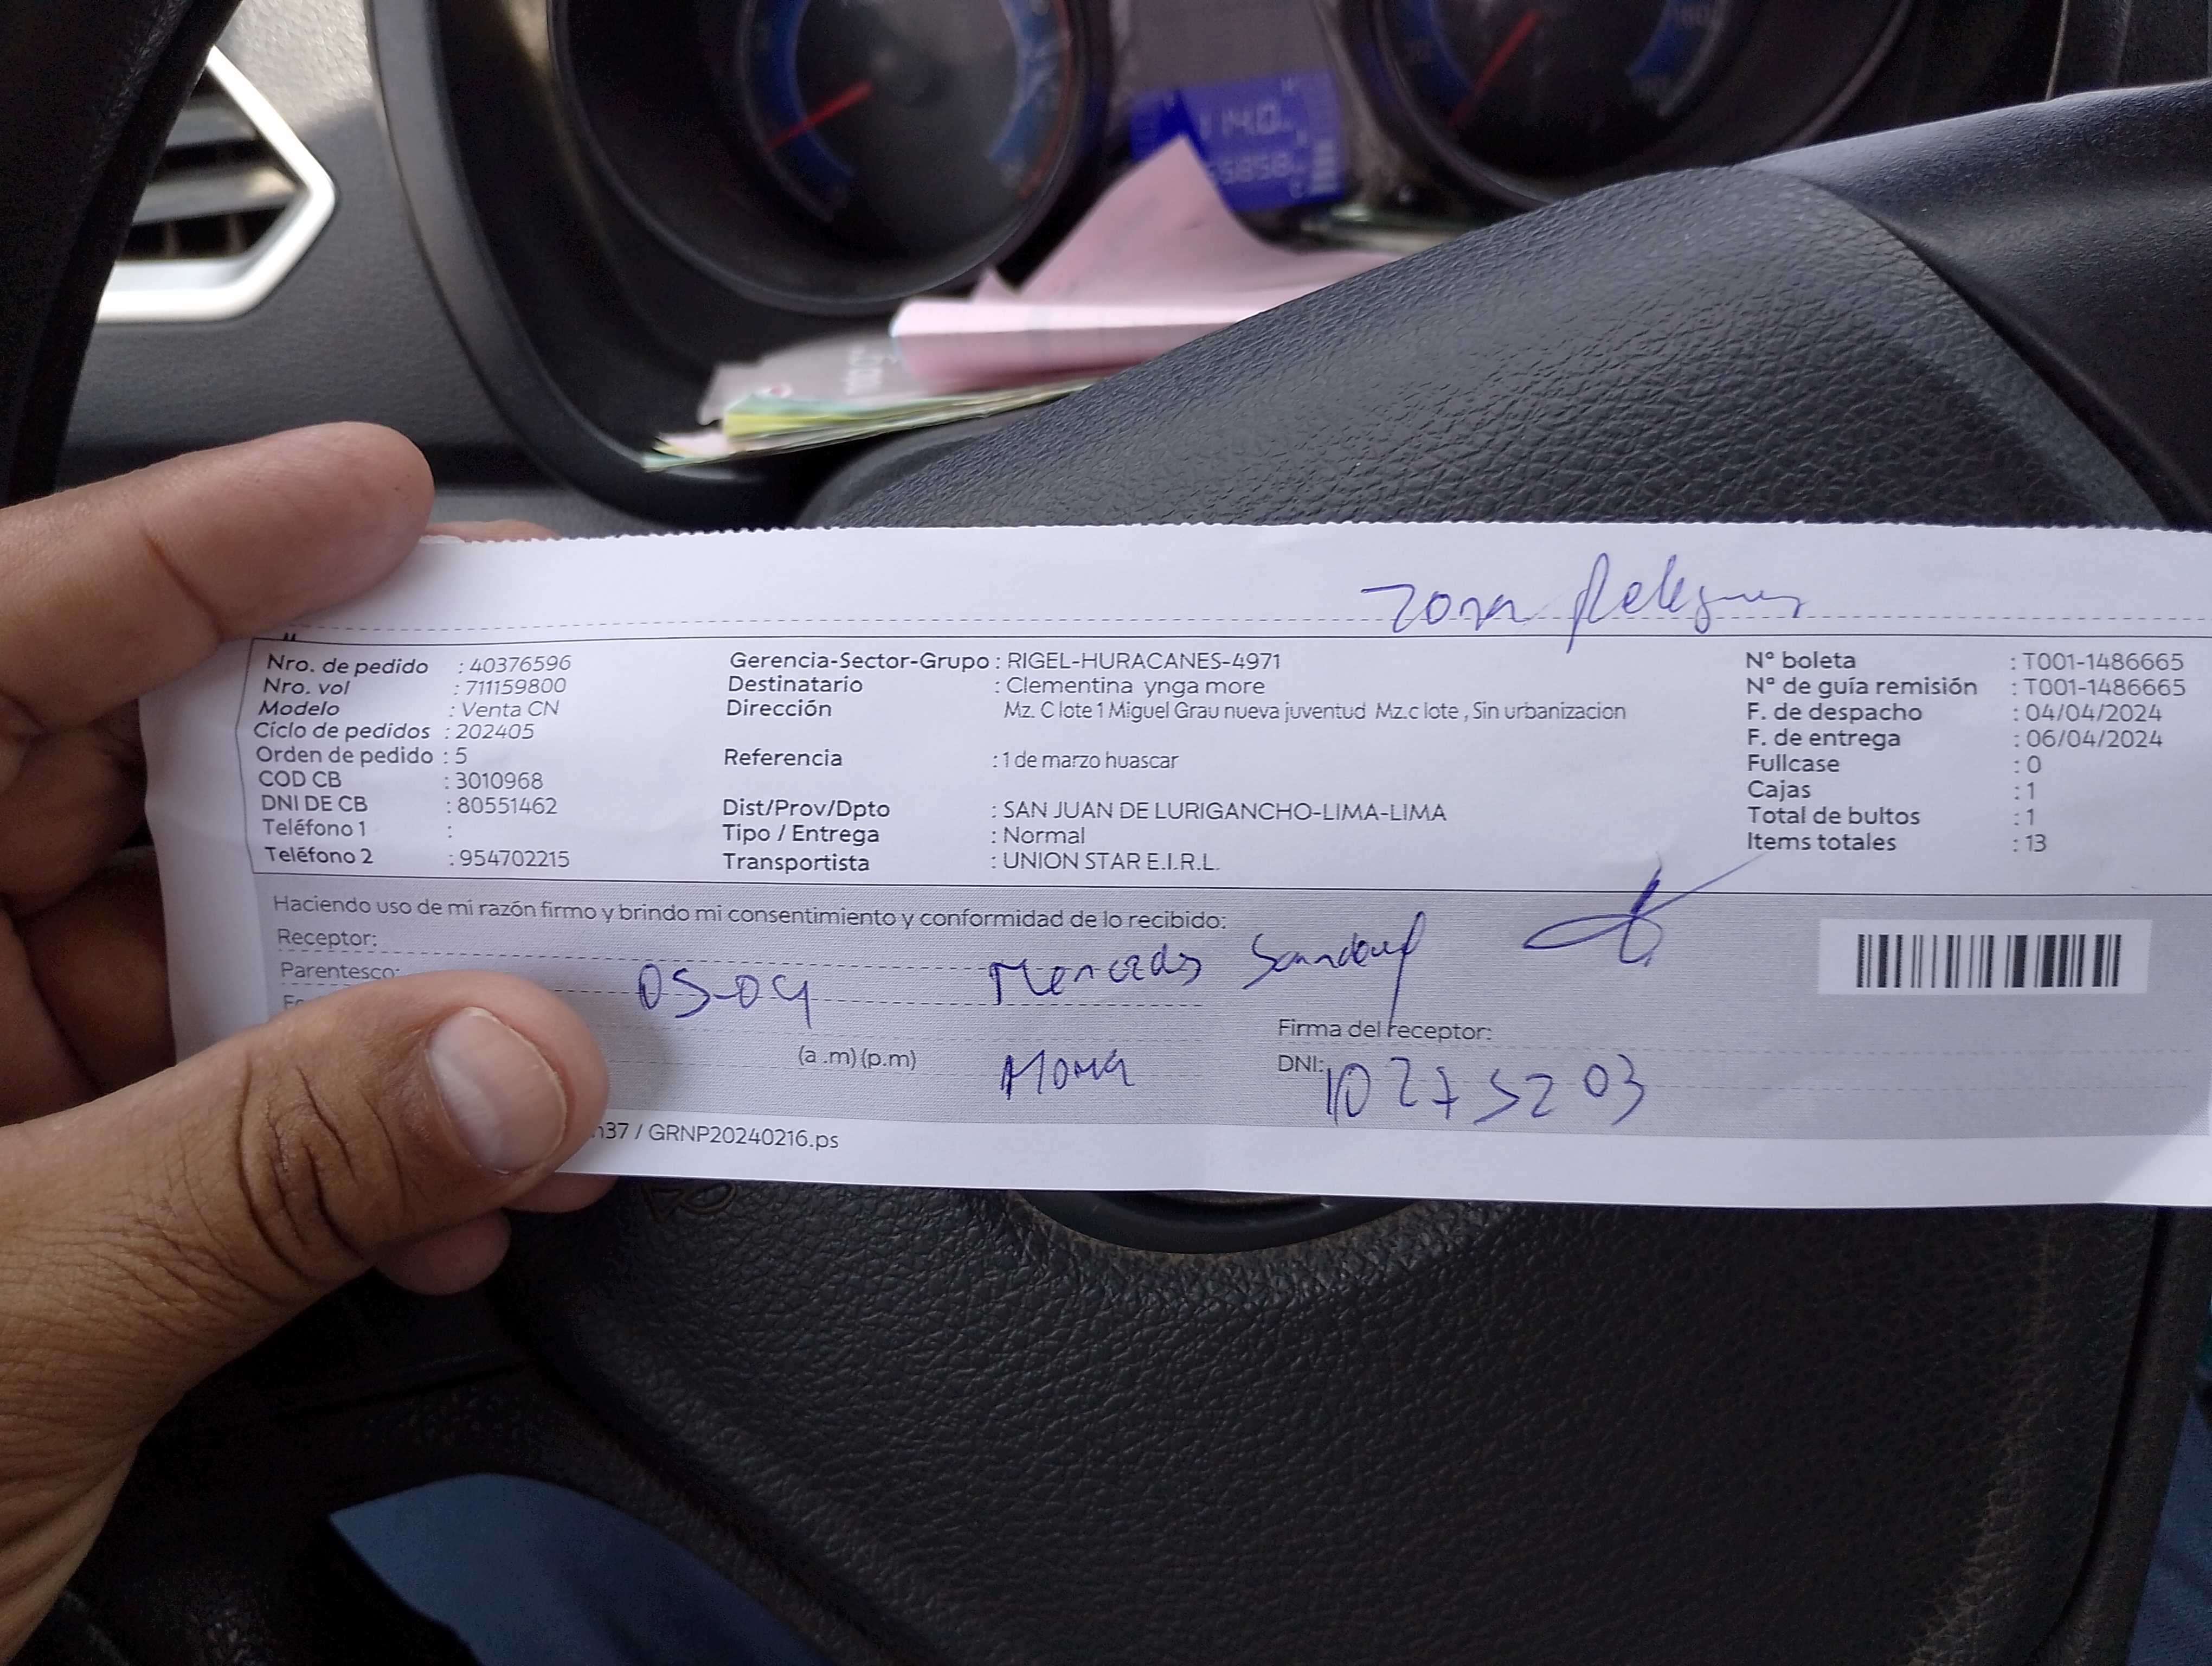 Zona Peligrosa
Nro. de pedido : 40376596
Nro. vol : 711159800
Modelo : Venta CN
Ciclo de pedidos : 202405
Orden de pedido : 5
COD CB : 3010968
DNI DE CB : 80551462
Teléfono 1 :
Teléfono 2 : 954702215
Gerencia-Sector-Grupo : RIGEL-HURACANES-4971
Destinatario : Clementina ynga more
Dirección Mz. C lote 1 Miguel Grau nueva juventud Mz.c lote , Sin urbanizacion
Referencia : 1 de marzo huascar
Dist/Prov/Dpto : SAN JUAN DE LURIGANCHO-LIMA-LIMA
Tipo / Entrega : Normal
Transportista : UNION STAR E.I.R.L.
N° boleta : T001-1486665
N° de guía remisión : T001-1486665
F. de despacho : 04/04/2024
F. de entrega : 06/04/2024
Fullcase : 0
Cajas : 1
Total de bultos : 1
Items totales : 13
Haciendo uso de mi razón firmo y brindo mi consentimiento y conformidad de lo recibido:
Receptor:
Parentesco:
05-04
Mercedes
Firma del receptor:
(a .m) (p.m)
DNI: 10275203
n37 / GRNP20240216.ps